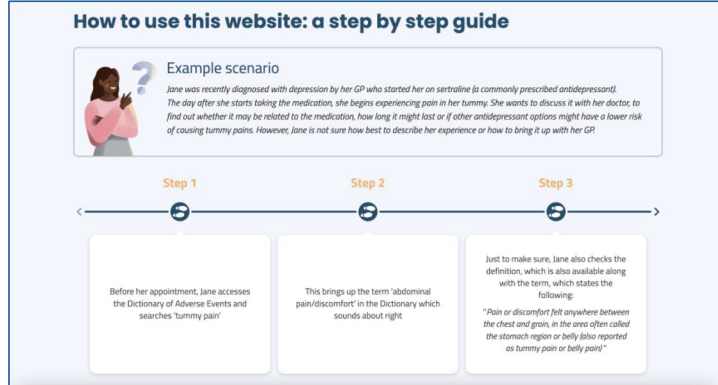 How to use this website: a step by step guide
Example scenario
Jane was recently diagnosed with depression by her GP who started her on sertraline (a commonly prescribed antidepressant).
The day after she starts taking the medication, she begins experiencing pain in her tummy. She wants to discuss it with her doctor, to
find out whether it may be related to the medication, how long it might last or if other antidepressant options might have a lower risk
of causing tummy pains. However, Jane is not sure how best to describe her experience or how to bring it up with her GP.
Step 1
Step 2
Step 3
Before her appointment, Jane accesses
the Dictionary of Adverse Events and
searches 'tummy pain'
This brings up the term 'abdominal
pain/discomfort' in the Dictionary which
sounds about right
Just to make sure, Jane also checks the
definition, which is also available along
with the term, which states the
following:
"Pain or discomfort felt anywhere between
the chest and groin, in the area often called
the stomach region or belly (also reported
as tummy pain or belly pain)"